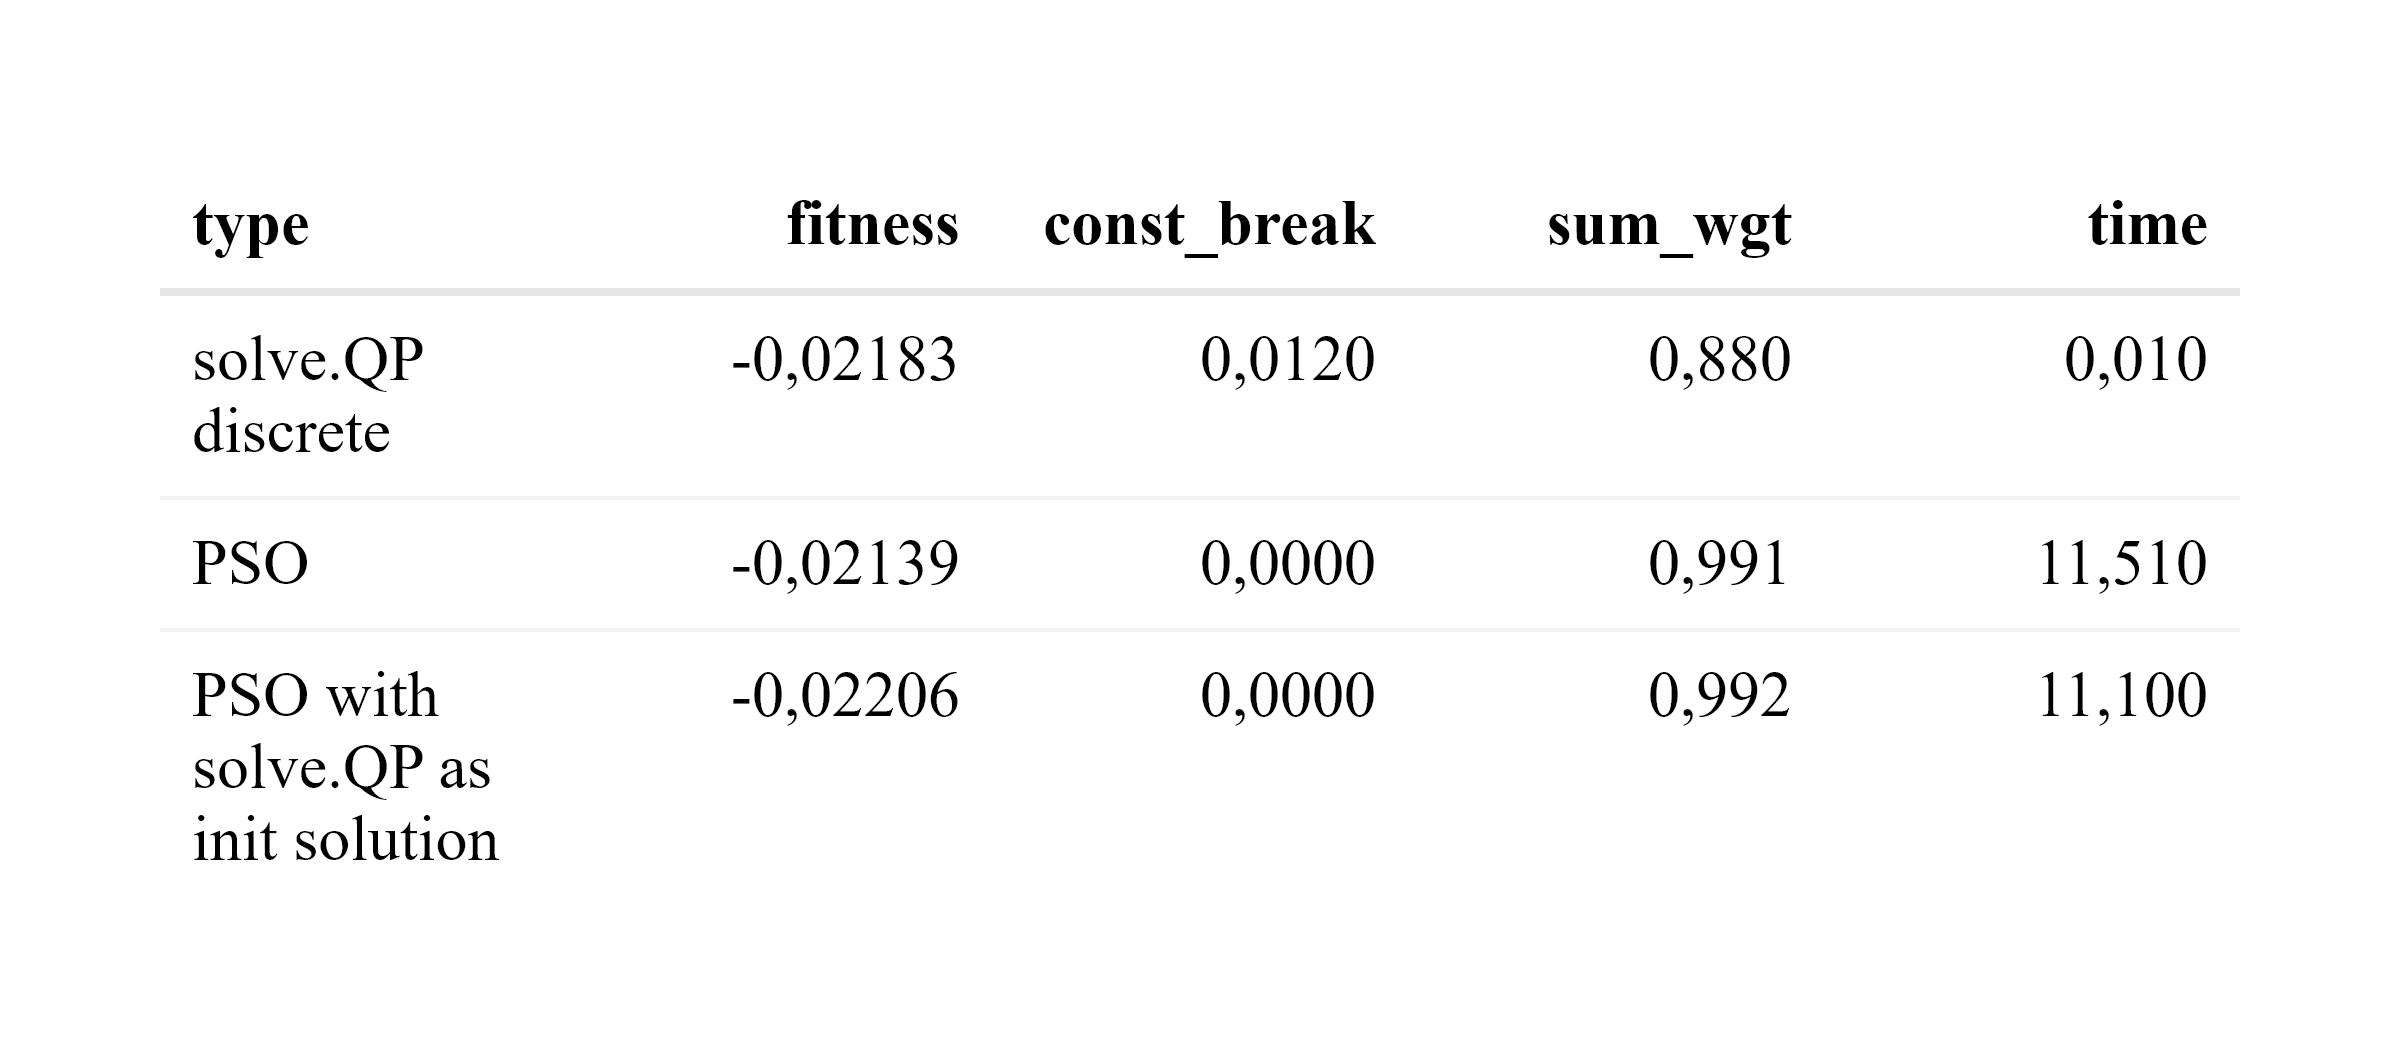 type fitness const_break sum_wgt time
solve.QP -0,02183 0,0120 0,880 0,010
discrete
PSO -0,02139 0,0000 0,991 11,510
PSO with -0,02206 0,0000 0,992 11,100
solve.QP as
init solution